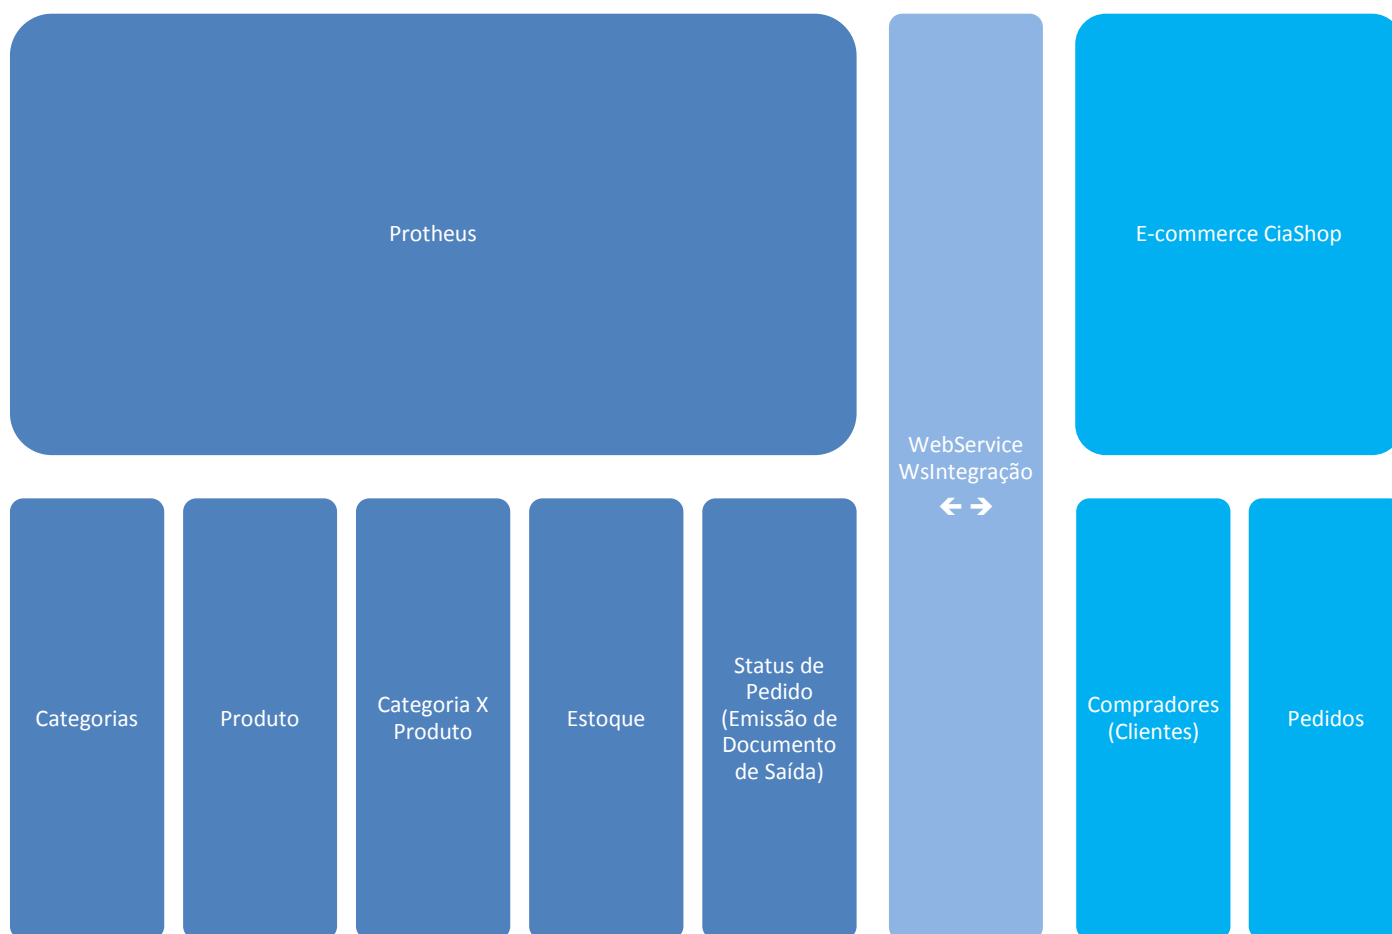 Protheus
E-commerce CiaShop
WebService
WsIntegração
🡸 🡺
Categorias
Produto
Categoria X
Produto
Estoque
Status de
Pedido
(Emissão de
Documento
de Saída)
Compradores
(Clientes)
Pedidos